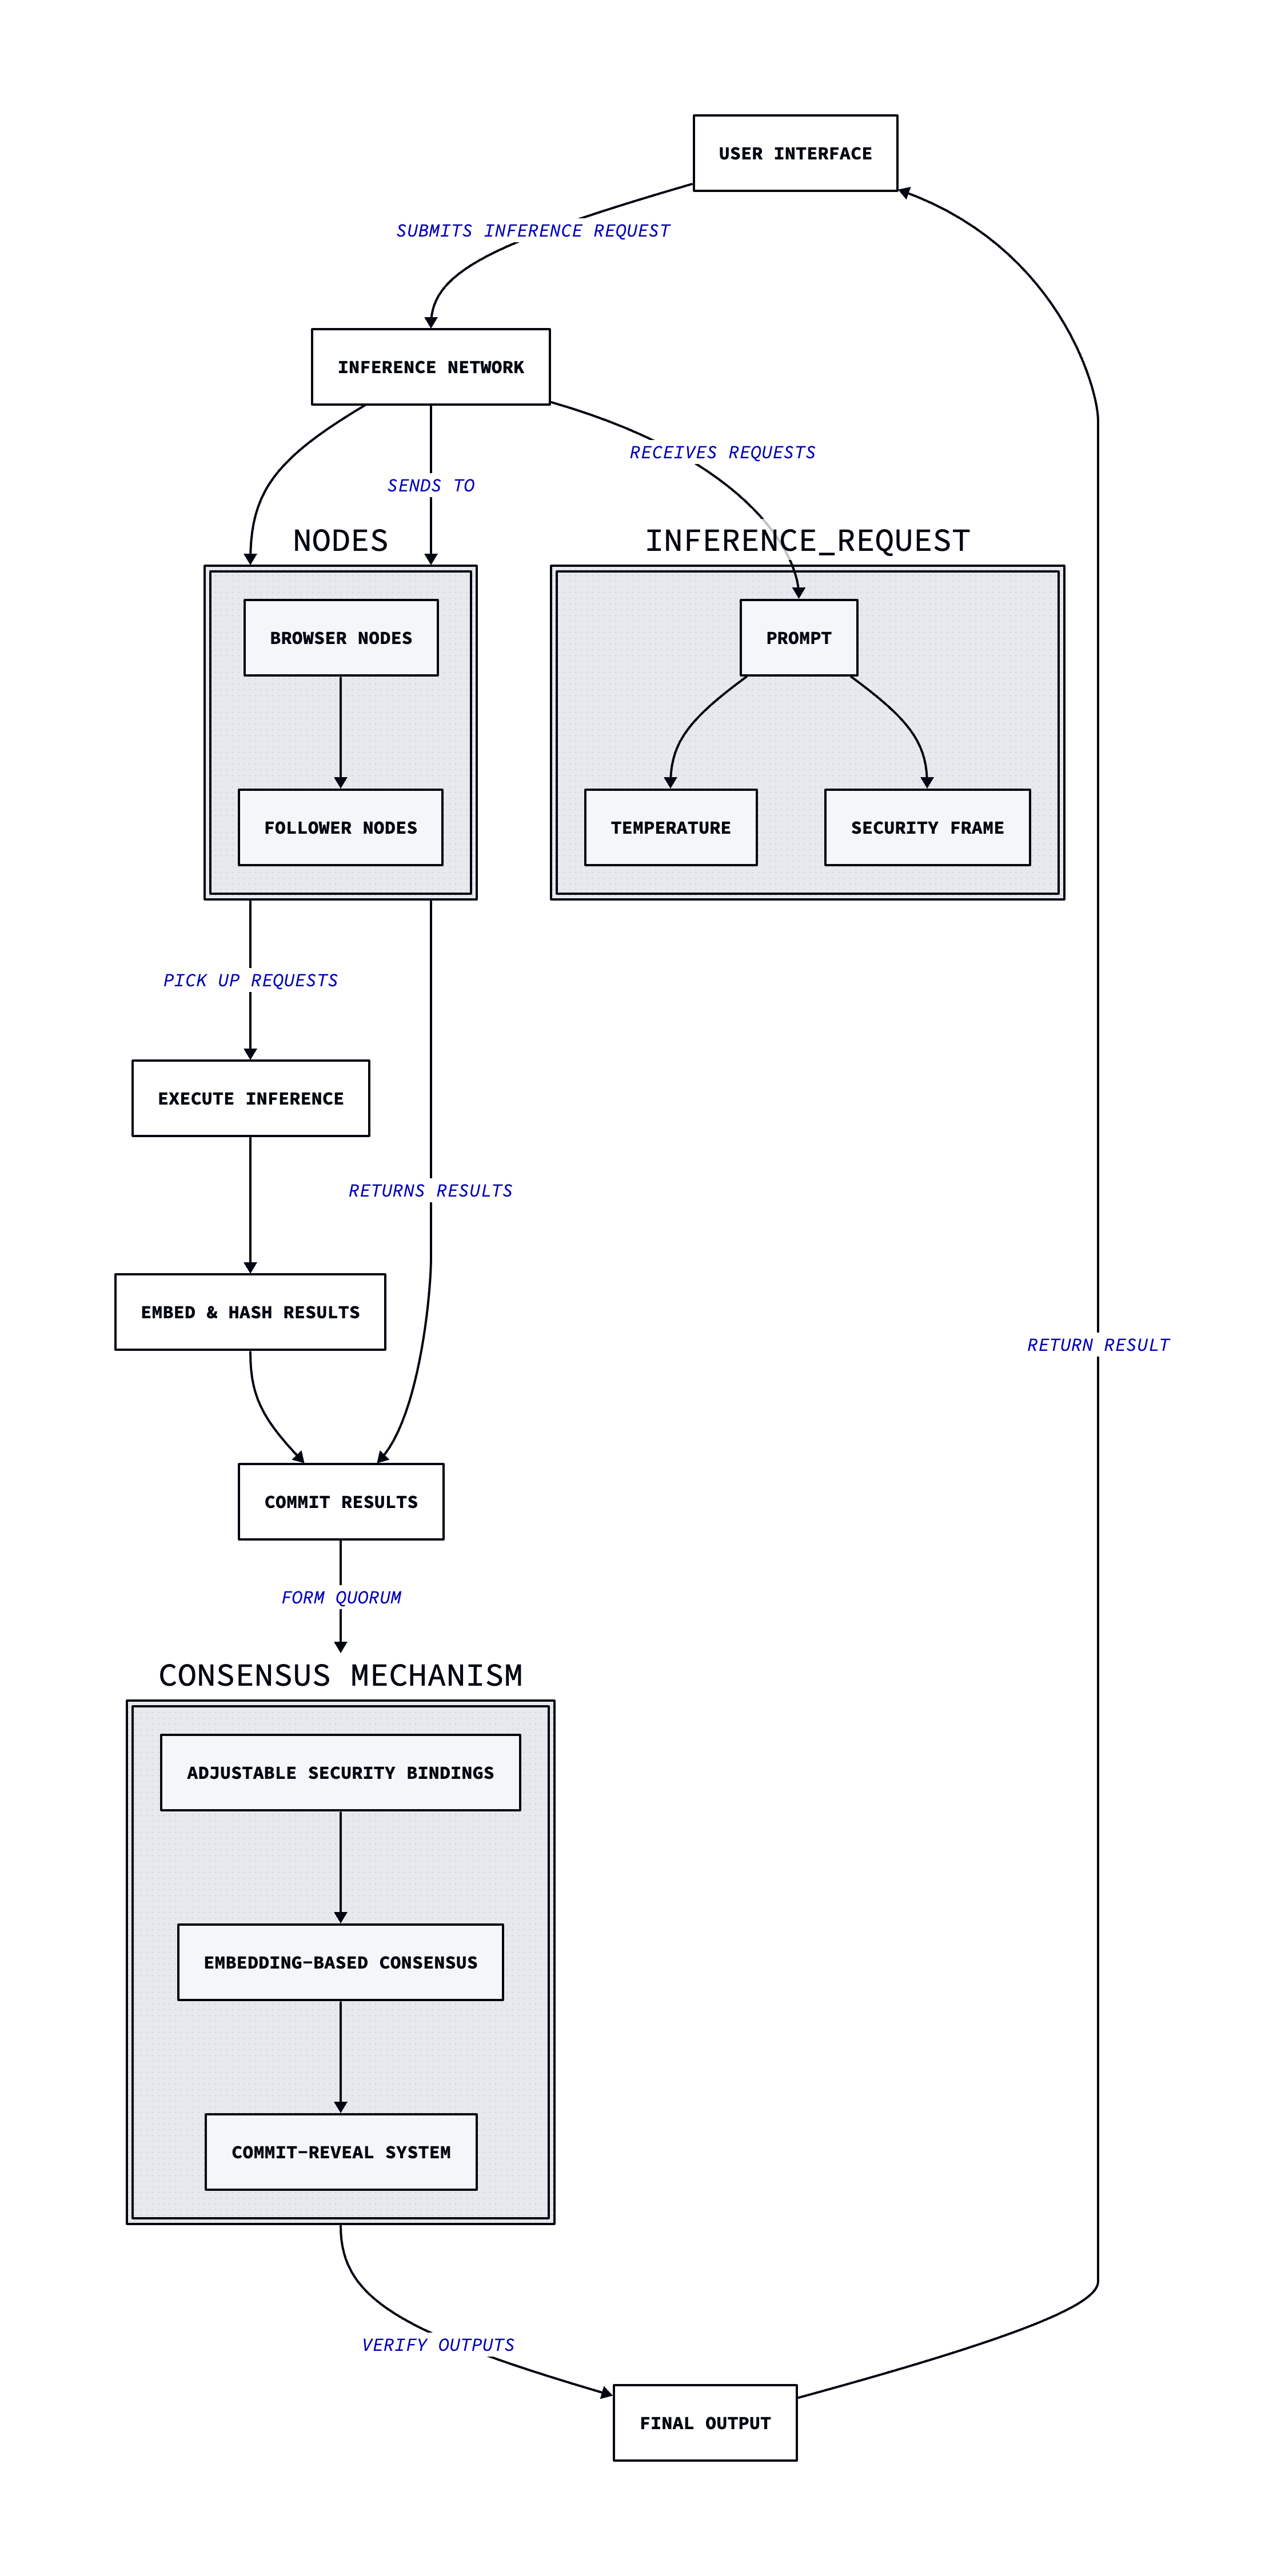 USER INTERFACE
SUBMITS INFERENCE REQUEST
INFERENCE NETWORK
RECEIVES REQUESTS
SENDS TO
NODES
INFERENCE_REQUEST
BROWSER NODES
PROMPT
FOLLOWER NODES
TEMPERATURE
SECURITY FRAME
PICK UP REQUESTS
EXECUTE INFERENCE
RETURNS RESULTS
EMBED & HASH RESULTS
RETURN RESULT
COMMIT RESULTS
FORM QUORUM
CONSENSUS MECHANISM
ADJUSTABLE SECURITY BINDINGS
EMBEDDING-BASED CONSENSUS
COMMIT-REVEAL SYSTEM
VERIFY OUTPUTS
FINAL OUTPUT